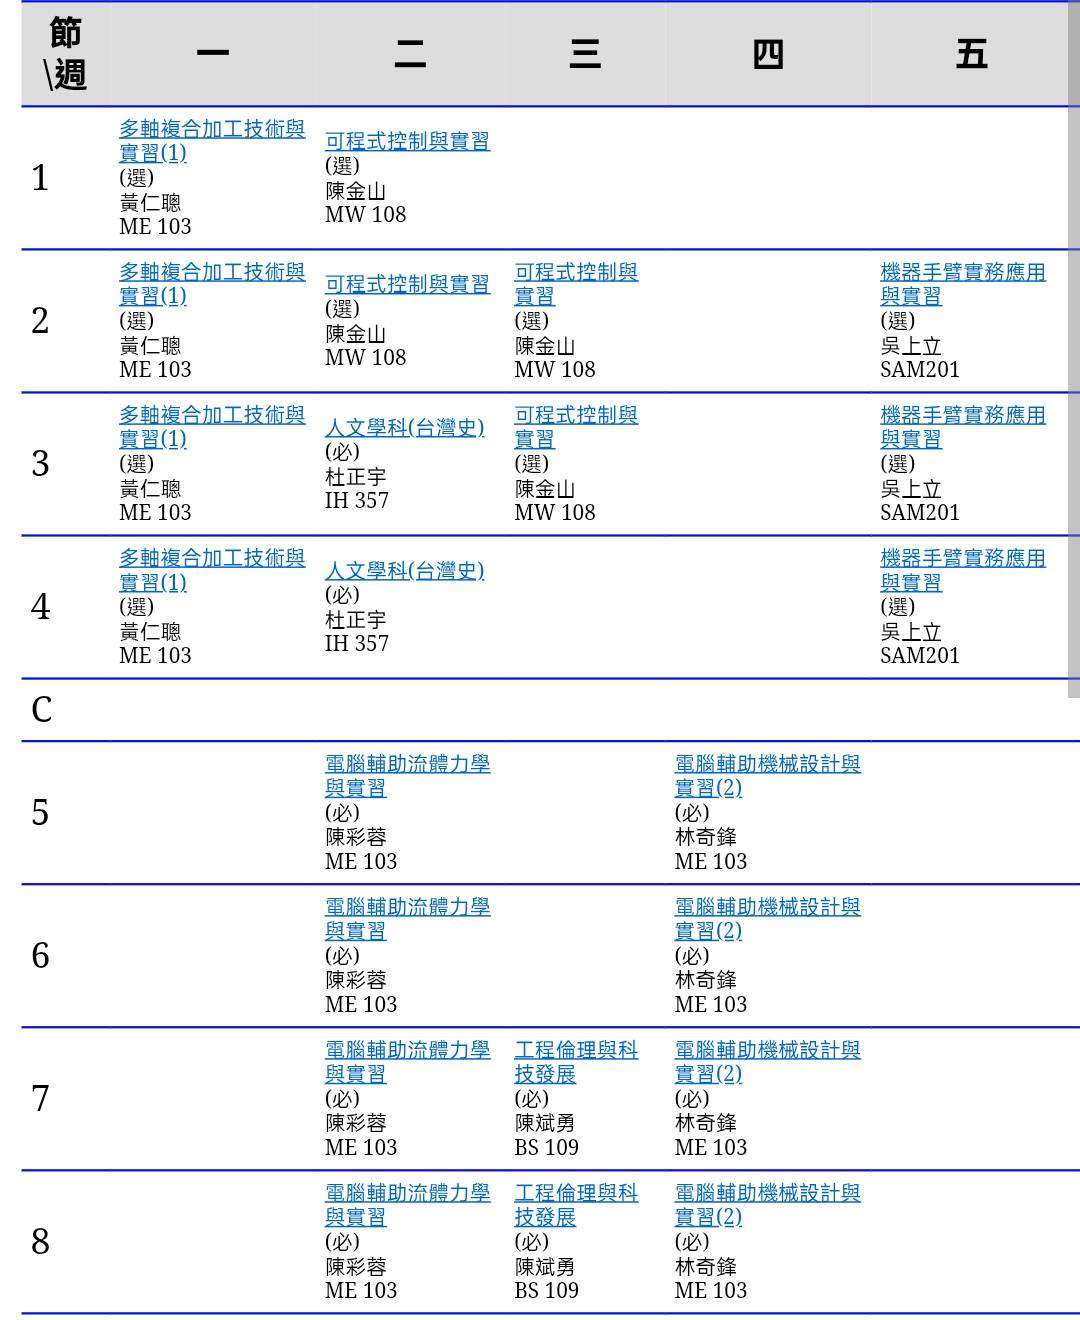 節
\週
一
二
三
四
五
1
多軸複合加工技術與
實習(1)
(選)
黃仁聰
ME 103
可程式控制與實習
(選)
陳金山
MW 108
2
多軸複合加工技術與
實習(1)
(選)
黃仁聰
ME 103
可程式控制與實習
(選)
陳金山
MW 108
可程式控制與
實習
(選)
陳金山
MW 108
機器手臂實務應用
與實習
(選)
吳上立
SAM201
3
多軸複合加工技術與
實習(1)
(選)
黃仁聰
ME 103
人文學科(台灣史)
(必)
杜正宇
IH 357
可程式控制與
實習
(選)
陳金山
MW 108
機器手臂實務應用
與實習
(選)
吳上立
SAM201
4
多軸複合加工技術與
實習(1)
(選)
黃仁聰
ME 103
人文學科(台灣史)
(必)
杜正宇
IH 357
機器手臂實務應用
與實習
(選)
吳上立
SAM201
C
5
電腦輔助流體力學
與實習
(必)
陳彩蓉
ME 103
電腦輔助機械設計與
實習(2)
(必)
林奇鋒
ME 103
6
電腦輔助流體力學
與實習
(必)
陳彩蓉
ME 103
電腦輔助機械設計與
實習(2)
(必)
林奇鋒
ME 103
7
電腦輔助流體力學
與實習
(必)
陳彩蓉
ME 103
工程倫理與科
技發展
(必)
陳斌勇
BS 109
電腦輔助機械設計與
實習(2)
(必)
林奇鋒
ME 103
8
電腦輔助流體力學
與實習
(必)
陳彩蓉
ME 103
工程倫理與科
技發展
(必)
陳斌勇
BS 109
電腦輔助機械設計與
實習(2)
(必)
林奇鋒
ME 103